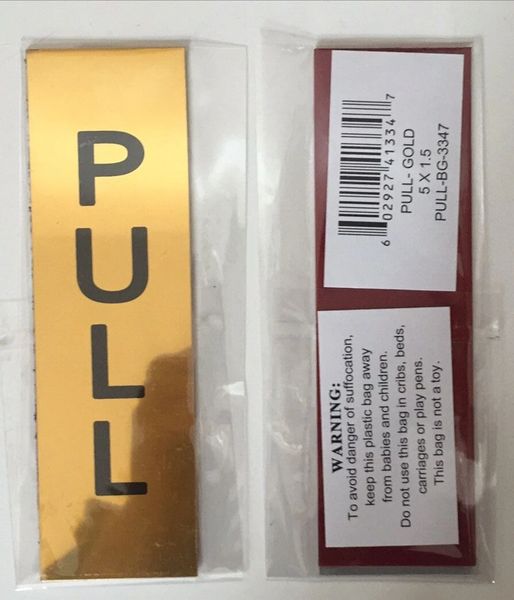 PULL
6 02927 41334 7
PULL- GOLD
5 X 1.5
PULL-BG-3347
WARNING:
To avoid danger of suffocation,
keep this plastic bag away
from babies and children.
Do not use this bag in cribs, beds,
carriages or play pens.
This bag is not a toy.